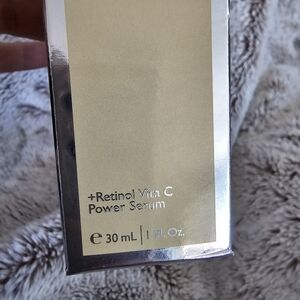 +Retinol Vita C
Power Serum
℮ 30 mL | 1 Fl. Oz.